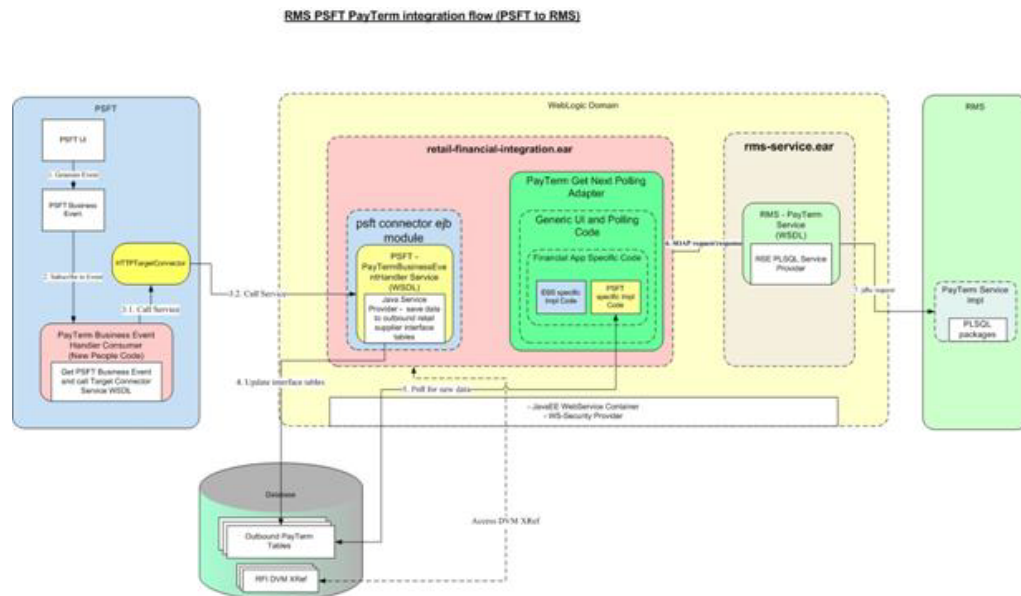 RMS PSFT PayTerm integration flow (PSFT to RMS)
PSFT
PSFT UI
1. Generate Event
PSFT Business
Event
2. Subscribe to Event
HTTPTargetConnector
3.1. Call Service
PayTerm Business Event
Handler Consumer
(New People Code)
Get PSFT Business Event
and call Target Connector
Service WSDL
3.2. Call Service
WebLogic Domain
retail-financial-integration.ear
psft connector ejb
module
PSFT -
PayTermBusinessEve
ntHandler Service
(WSDL)
Java Service
Provider - save data
to outbound retail
supplier interface
tables
PayTerm Get Next Polling
Adapter
Generic UI and Polling
Code
Financial App Specific Code
EBS specific
Impl Code
PSFT
specific Impl
Code
6. SOAP request/response
rms-service.ear
RMS - PayTerm
Service
(WSDL)
RSE PLSQL Service
Provider
RMS
PayTerm Service
Impl
PLSQL
packages
4. Update interface tables
5. Poll for new data
- JavaEE WebService Container
- WS-Security Provider
Database
Outbound PayTerm
Tables
Access DVM XRef
RFI DVM XRef